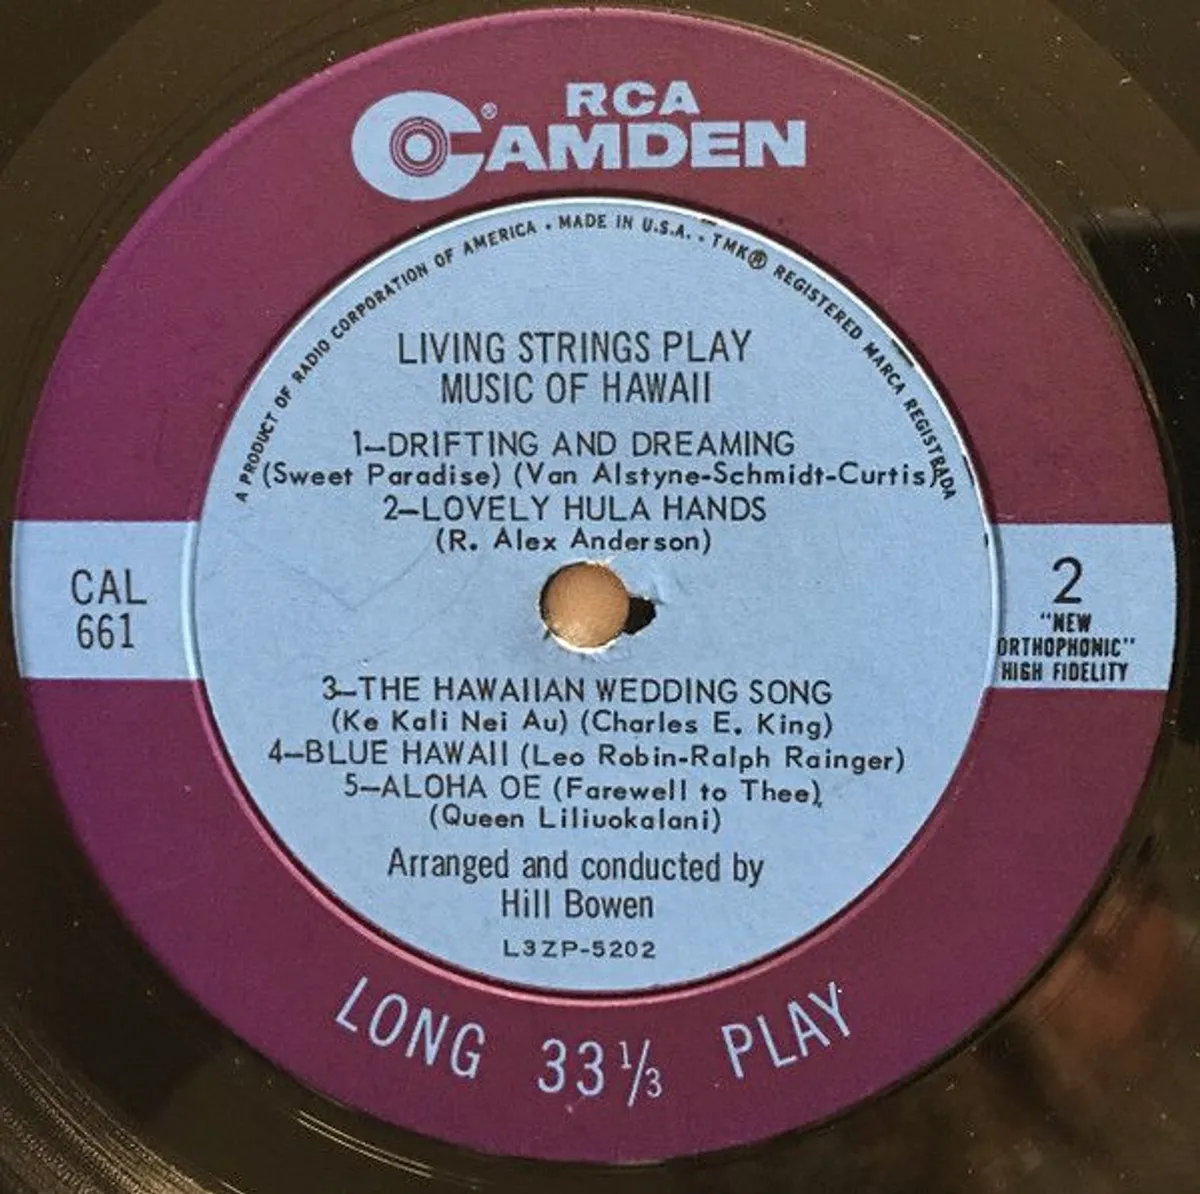 RCA
CAMDEN®
A PRODUCT OF RADIO CORPORATION OF AMERICA • MADE IN U.S.A. • TMK® REGISTERED MARCA REGISTRADA
LIVING STRINGS PLAY
MUSIC OF HAWAII
1—DRIFTING AND DREAMING
(Sweet Paradise) (Van Alstyne-Schmidt-Curtis)
2—LOVELY HULA HANDS
(R. Alex Anderson)
CAL
661
2
"NEW
ORTHOPHONIC"
HIGH FIDELITY
3—THE HAWAIIAN WEDDING SONG
(Ke Kali Nei Au) (Charles E. King)
4—BLUE HAWAII (Leo Robin-Ralph Rainger)
5—ALOHA OE (Farewell to Thee)
(Queen Liliuokalani)
Arranged and conducted by
Hill Bowen
L3ZP-5202
LONG 33 1/3 PLAY